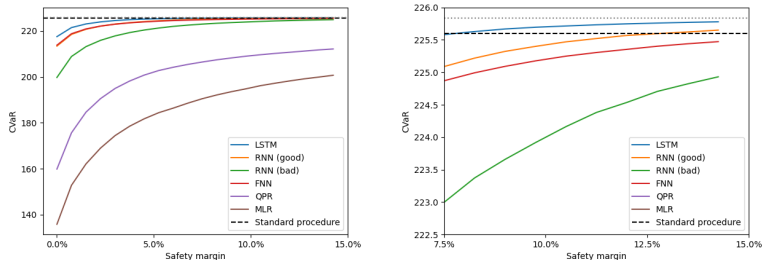 220
200
180
160
140
CVaR
0.0%
5.0%
10.0%
15.0%
Safety margin
LSTM
RNN (good)
RNN (bad)
FNN
QPR
MLR
Standard procedure
226.0
225.5
225.0
224.5
224.0
223.5
223.0
222.5
CVaR
7.5%
10.0%
12.5%
15.0%
Safety margin
LSTM
RNN (good)
RNN (bad)
FNN
QPR
MLR
Standard procedure